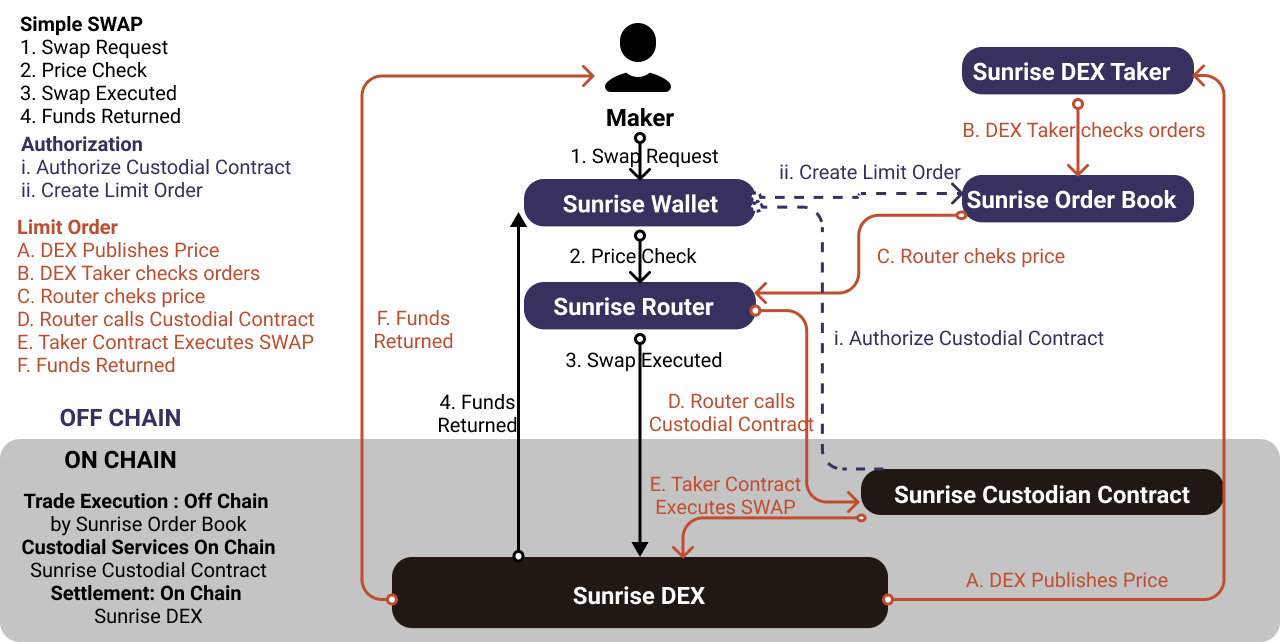 Simple SWAP
1. Swap Request
2. Price Check
3. Swap Executed
4. Funds Returned
Authorization
i. Authorize Custodial Contract
ii. Create Limit Order
Limit Order
A. DEX Publishes Price
B. DEX Taker checks orders
C. Router cheks price
D. Router calls Custodial Contract
E. Taker Contract Executes SWAP
F. Funds Returned
OFF CHAIN
ON CHAIN
Trade Execution : Off Chain
by Sunrise Order Book
Custodial Services On Chain
Sunrise Custodial Contract
Settlement: On Chain
Sunrise DEX
Maker
1. Swap Request
Sunrise Wallet
2. Price Check
Sunrise Router
3. Swap Executed
4. Funds
Returned
F. Funds
Returned
Sunrise DEX Taker
B. DEX Taker checks orders
ii. Create Limit Order
Sunrise Order Book
C. Router cheks price
i. Authorize Custodial Contract
D. Router calls
Custodial Contract
E. Taker Contract
Executes SWAP
Sunrise Custodian Contract
Sunrise DEX
A. DEX Publishes Price